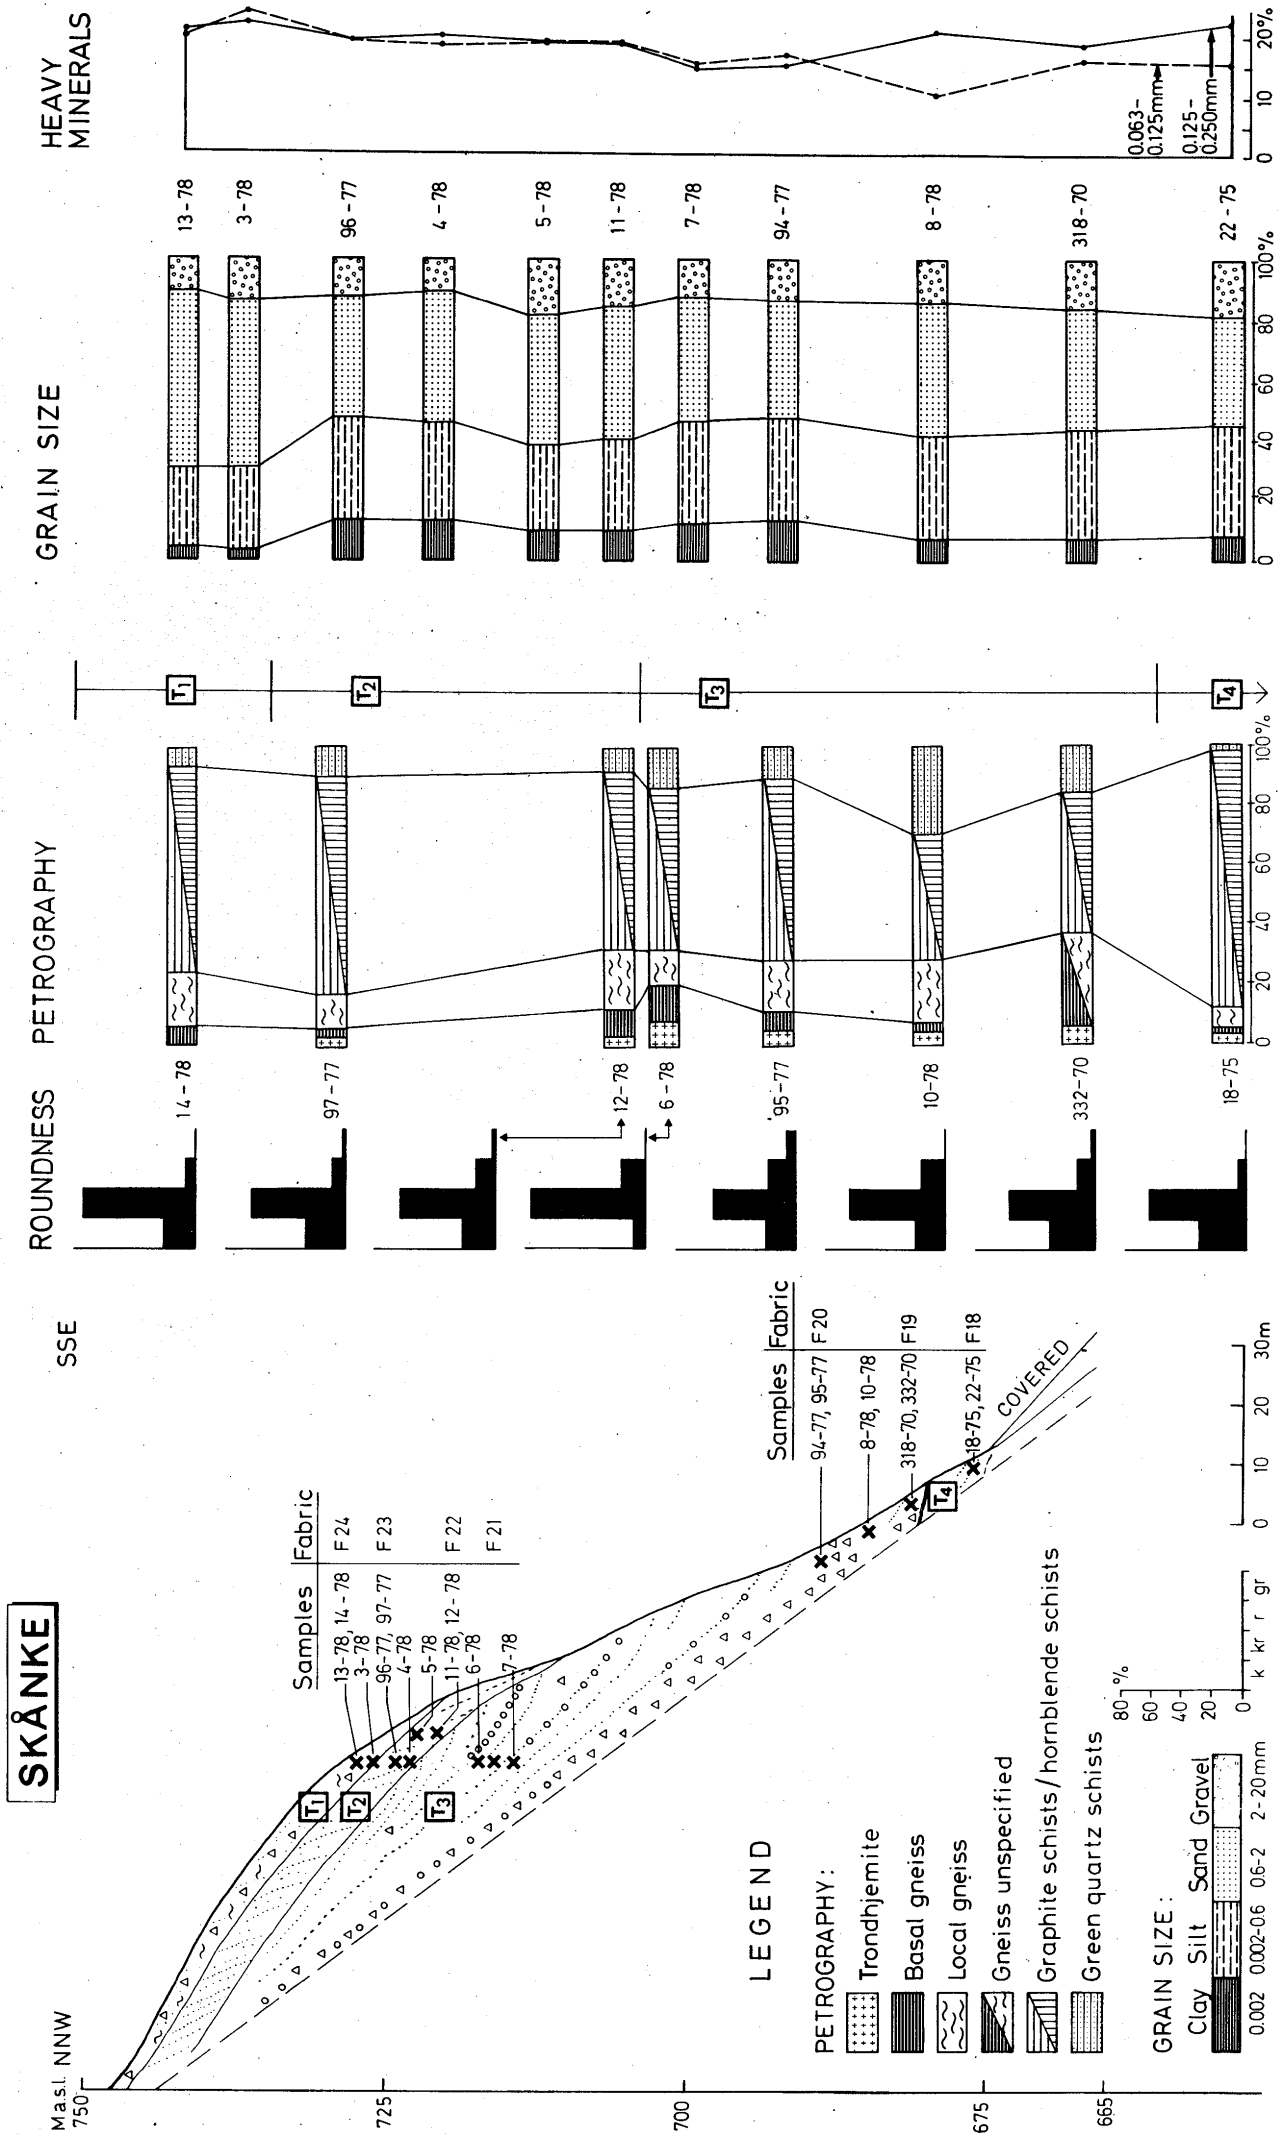 SKÅNKE
HEAVY
MINERALS
GRAIN SIZE
PETROGRAPHY
ROUNDNESS
SSE
M a.s.l. NNW
750
725
700
675
665
Samples Fabric
13-78, 14-78 F24
3-78
96-77, 97-77 F23
4-78
5-78
11-78, 12-78 F22
6-78
F21
7-78
T1
T2
T3
T4
Samples Fabric
94-77, 95-77 F20
8-78, 10-78
318-70, 332-70 F19
18-75, 22-75 F18
COVERED
0 10 20 30m
LEGEND
PETROGRAPHY:
Trondhjemite
Basal gneiss
Local gneiss
Gneiss unspecified
Graphite schists/hornblende schists
Green quartz schists
GRAIN SIZE:
Clay Silt Sand Gravel
0.002 0.002-0.6 0.6-2 2-20mm
80 %
60
40
20
0
k kr r gr
14-78
97-77
12-78
6-78
95-77
10-78
332-70
18-75
0 20 40 60 80 100%
T1
T2
T3
T4
13-78
3-78
96-77
4-78
5-78
11-78
7-78
94-77
8-78
318-70
22-75
0 20 40 60 80 100%
0.063-
0.125mm
0.125-
0.250mm
0 10 20%